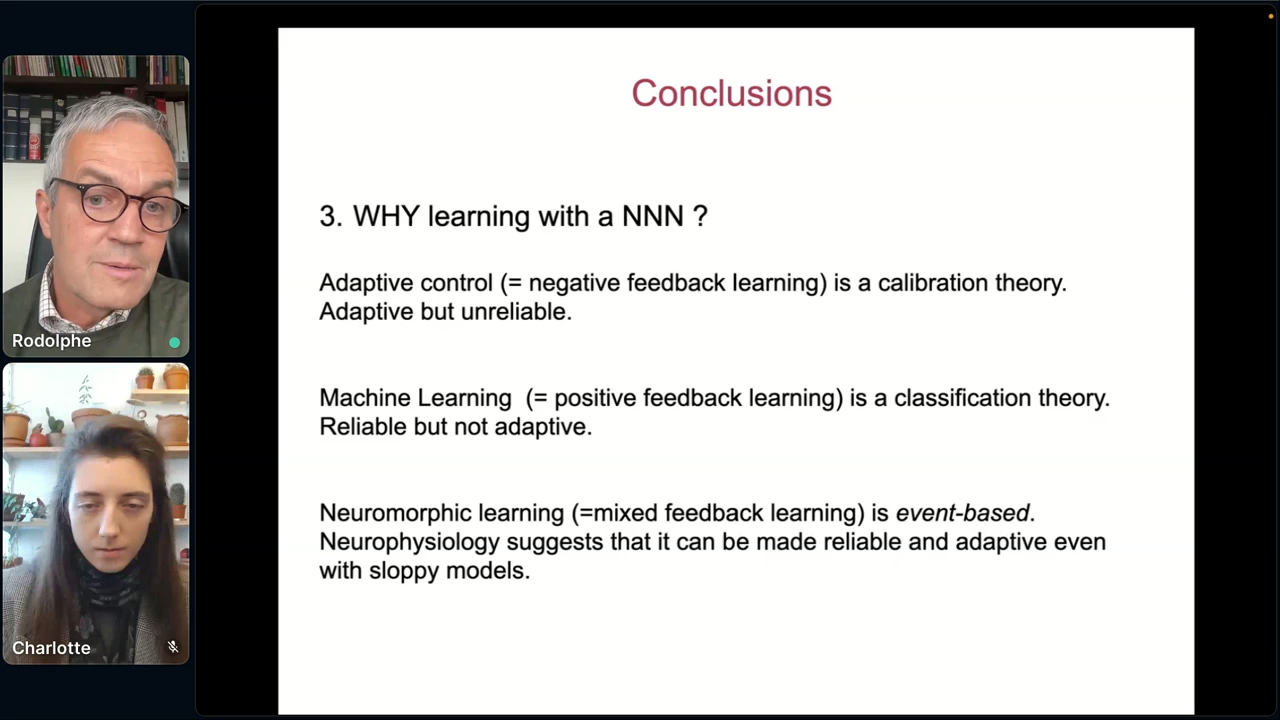 Conclusions
3. WHY learning with a NNN ?
Adaptive control (= negative feedback learning) is a calibration theory.
Adaptive but unreliable.
Machine Learning (= positive feedback learning) is a classification theory.
Reliable but not adaptive.
Neuromorphic learning (=mixed feedback learning) is event-based.
Neurophysiology suggests that it can be made reliable and adaptive even
with sloppy models.
Rodolphe
Charlotte